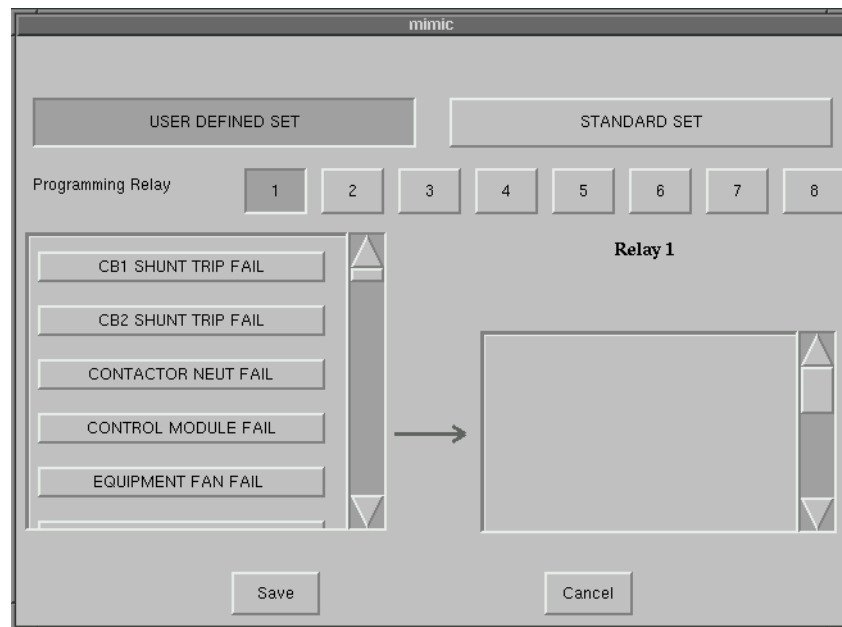 mimic
USER DEFINED SET
STANDARD SET
Programming Relay
1
2
3
4
5
6
7
8
CB1 SHUNT TRIP FAIL
CB2 SHUNT TRIP FAIL
CONTACTOR NEUT FAIL
CONTROL MODULE FAIL
EQUIPMENT FAN FAIL
Relay 1
Save
Cancel